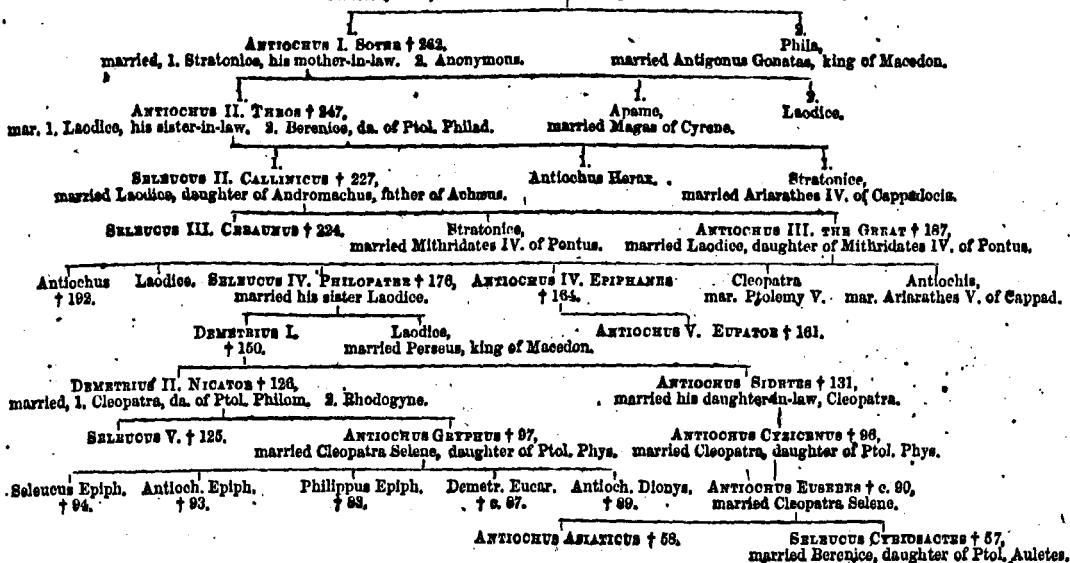 1. 2.
ANTIOCHUS I. SOTER † 262, Phila,
married, 1. Stratonice, his mother-in-law. 2. Anonymous. married Antigonus Gonatas, king of Macedon.
1. 1. 2.
ANTIOCHUS II. THEOS † 247, Apame, Laodice.
mar. 1. Laodice, his sister-in-law. 2. Berenice, da. of Ptol. Philad. married Magas of Cyrene.
1. 1. 1.
SELEUCUS II. CALLINICUS † 227, Antiochus Hierax. Stratonice,
married Laodice, daughter of Andromachus, father of Achæus. married Ariarathes IV. of Cappadocia.
SELEUCUS III. CERAUNUS † 224. Stratonice, ANTIOCHUS III. THE GREAT † 187,
married Mithridates IV. of Pontus. married Laodice, daughter of Mithridates IV. of Pontus.
Antiochus Laodice. SELEUCUS IV. PHILOPATER † 176, ANTIOCHUS IV. EPIPHANES Cleopatra Antiochis,
† 192. married his sister Laodice. † 164. mar. Ptolemy V. mar. Ariarathes V. of Cappad.
DEMETRIUS I. Laodice, ANTIOCHUS V. EUPATOR † 161.
† 150. married Perseus, king of Macedon.
DEMETRIUS II. NICATOR † 126, ANTIOCHUS SIDETES † 131,
married, 1. Cleopatra, da. of Ptol. Philom. 2. Rhodogyne. married his daughter-in-law, Cleopatra.
SELEUCUS V. † 125. ANTIOCHUS GRYPHUS † 97, ANTIOCHUS CYZICENUS † 96,
married Cleopatra Selene, daughter of Ptol. Phys. married Cleopatra, daughter of Ptol. Phys.
Seleucus Epiph. Antioch. Epiph. Philippus Epiph. Demetr. Eucær. Antioch. Dionys. ANTIOCHUS EUSEBES † c. 90,
† 94. † 93. † 83. † c. 87. † 89. married Cleopatra Selene.
ANTIOCHUS ASIATICUS † 58. SELEUCUS CYBIOSACTES † 57,
married Berenice, daughter of Ptol. Auletes.